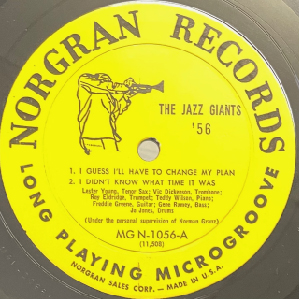 NORGRAN RECORDS
THE JAZZ GIANTS
'56
1. I GUESS I'LL HAVE TO CHANGE MY PLAN
2. I DIDN'T KNOW WHAT TIME IT WAS
Lester Young, Tenor Sax; Vic Dickenson, Trombone;
Roy Eldridge, Trumpet; Teddy Wilson, Piano;
Freddie Greene, Guitar; Gene Ramey, Bass;
Jo Jones, Drums
(Under the personal supervision of Norman Granz)
MG N-1056-A
(11,508)
LONG PLAYING MICROGROOVE
NORGRAN SALES CORP. — MADE IN U.S.A.